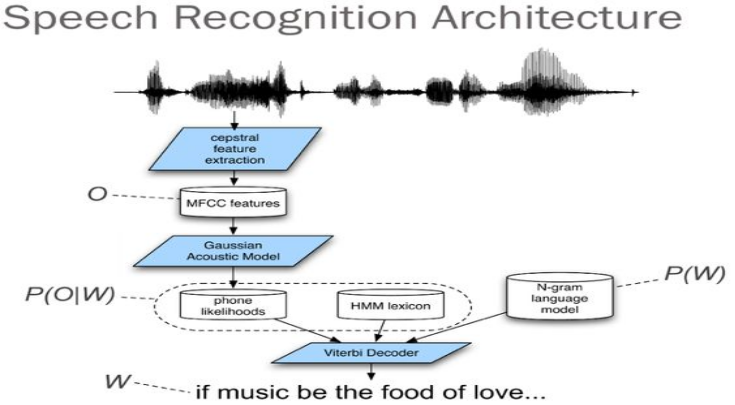 Speech Recognition Architecture
cepstral
feature
extraction
O
MFCC features
Gaussian
Acoustic Model
P(O|W)
phone
likelihoods
HMM lexicon
N-gram
language
model
P(W)
Viterbi Decoder
W
if music be the food of love...